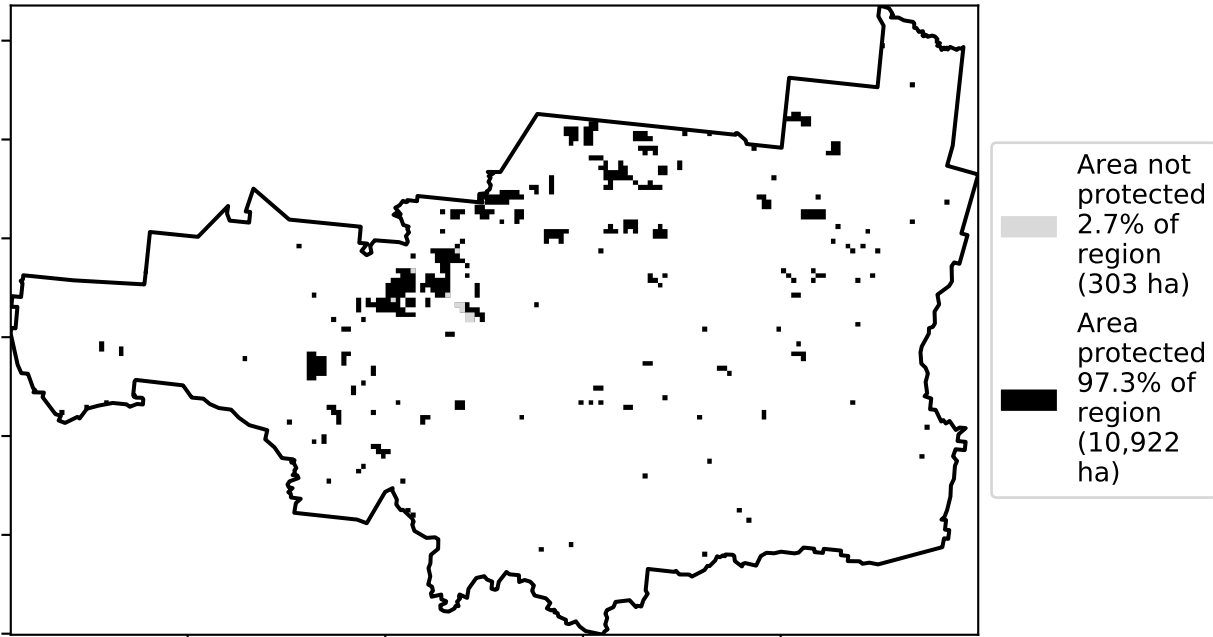 Area not
protected
2.7% of
region
(303 ha)
Area
protected
97.3% of
region
(10,922
ha)